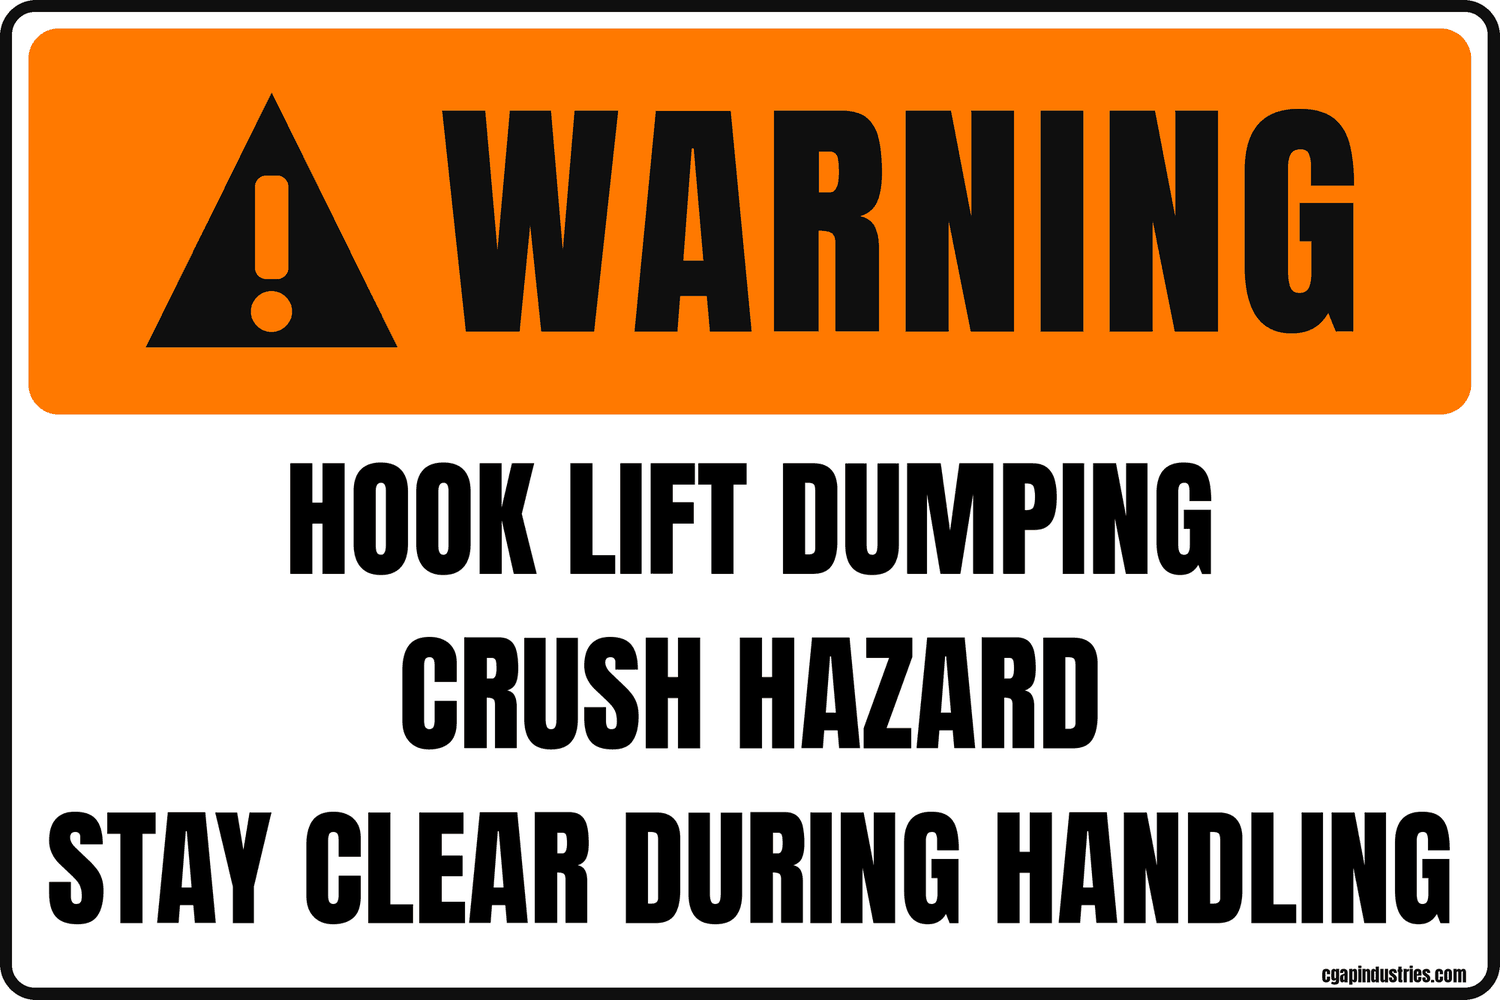 WARNING
HOOK LIFT DUMPING
CRUSH HAZARD
STAY CLEAR DURING HANDLING
cgapindustries.com